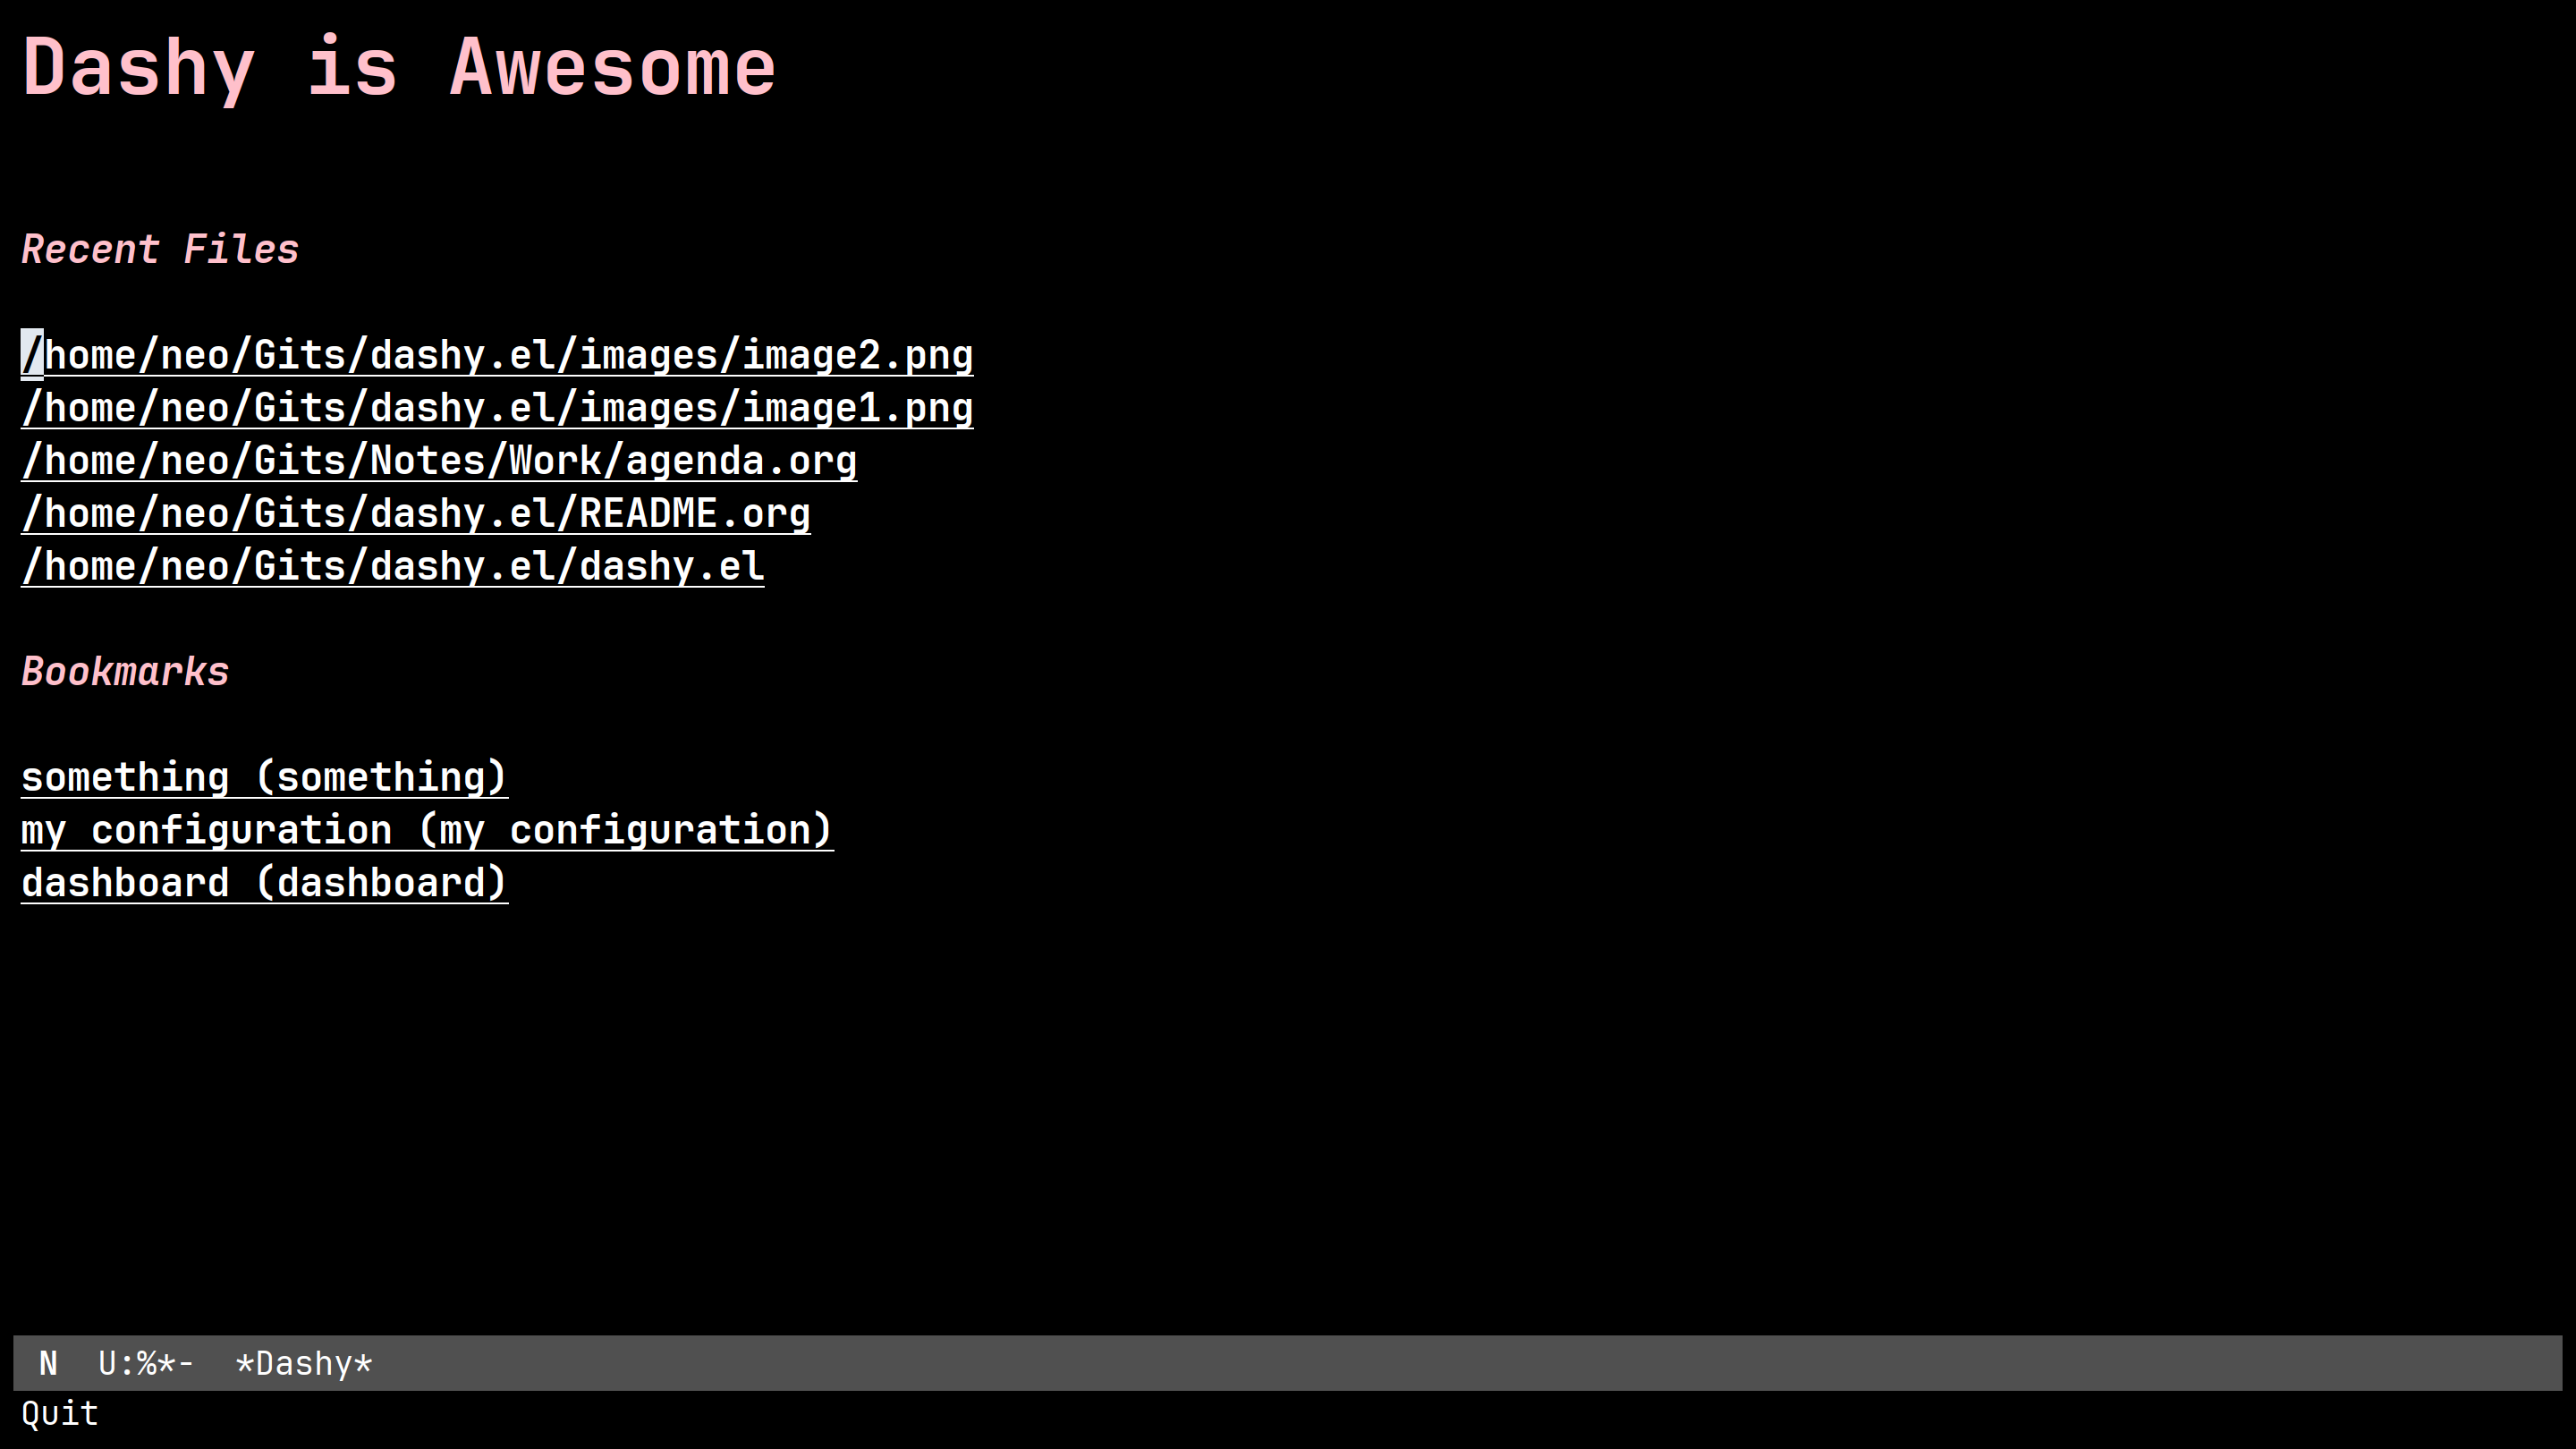 Dashy is Awesome
Recent Files
/home/neo/Gits/dashy.el/images/image2.png
/home/neo/Gits/dashy.el/images/image1.png
/home/neo/Gits/Notes/Work/agenda.org
/home/neo/Gits/dashy.el/README.org
/home/neo/Gits/dashy.el/dashy.el
Bookmarks
something (something)
my configuration (my configuration)
dashboard (dashboard)
N  U:%*-  *Dashy*
Quit